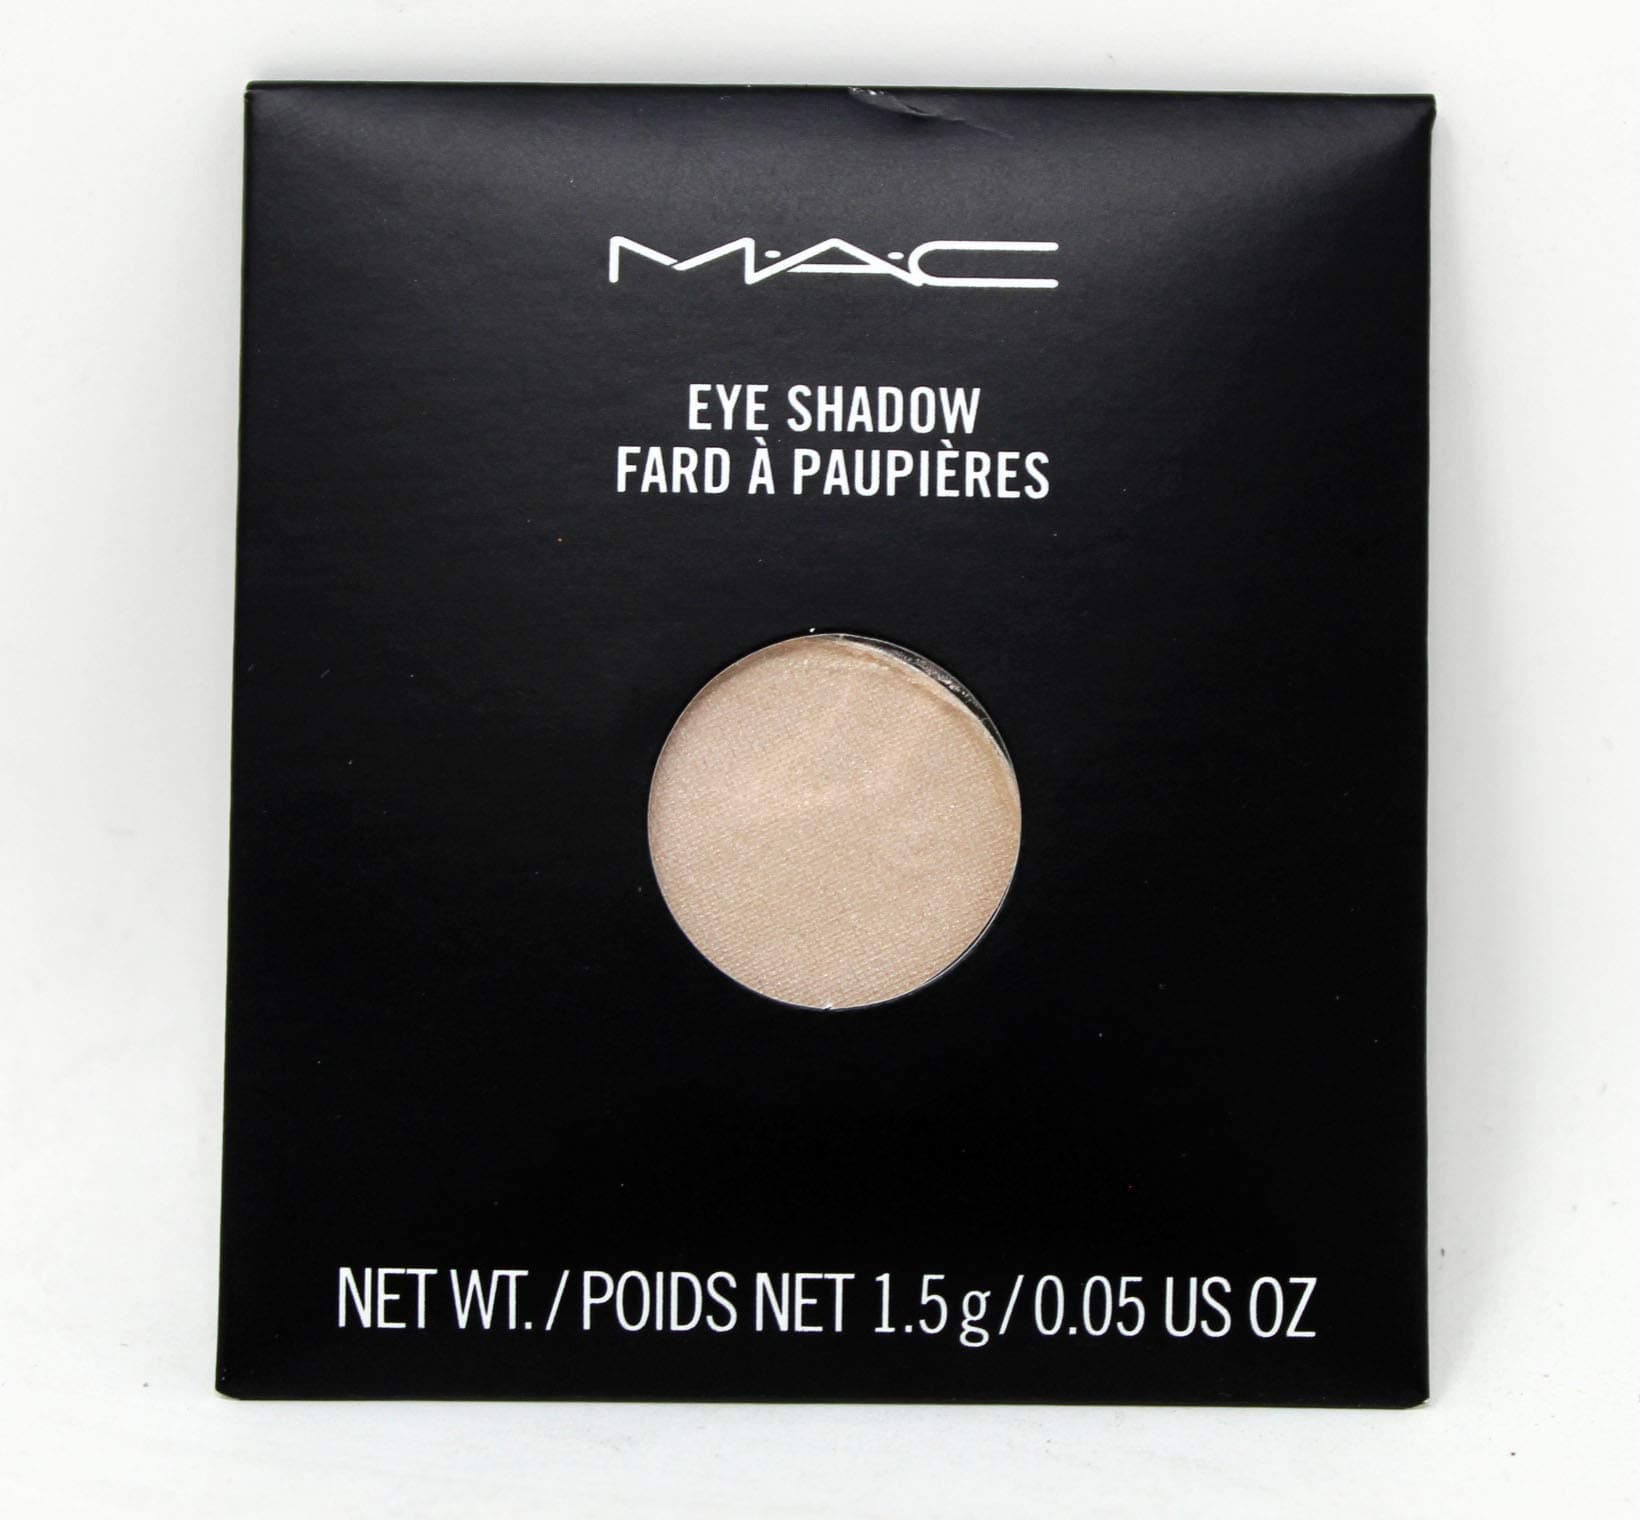 M·A·C
EYE SHADOW
FARD À PAUPIÈRES
NET WT. / POIDS NET 1.5 g / 0.05 US OZ